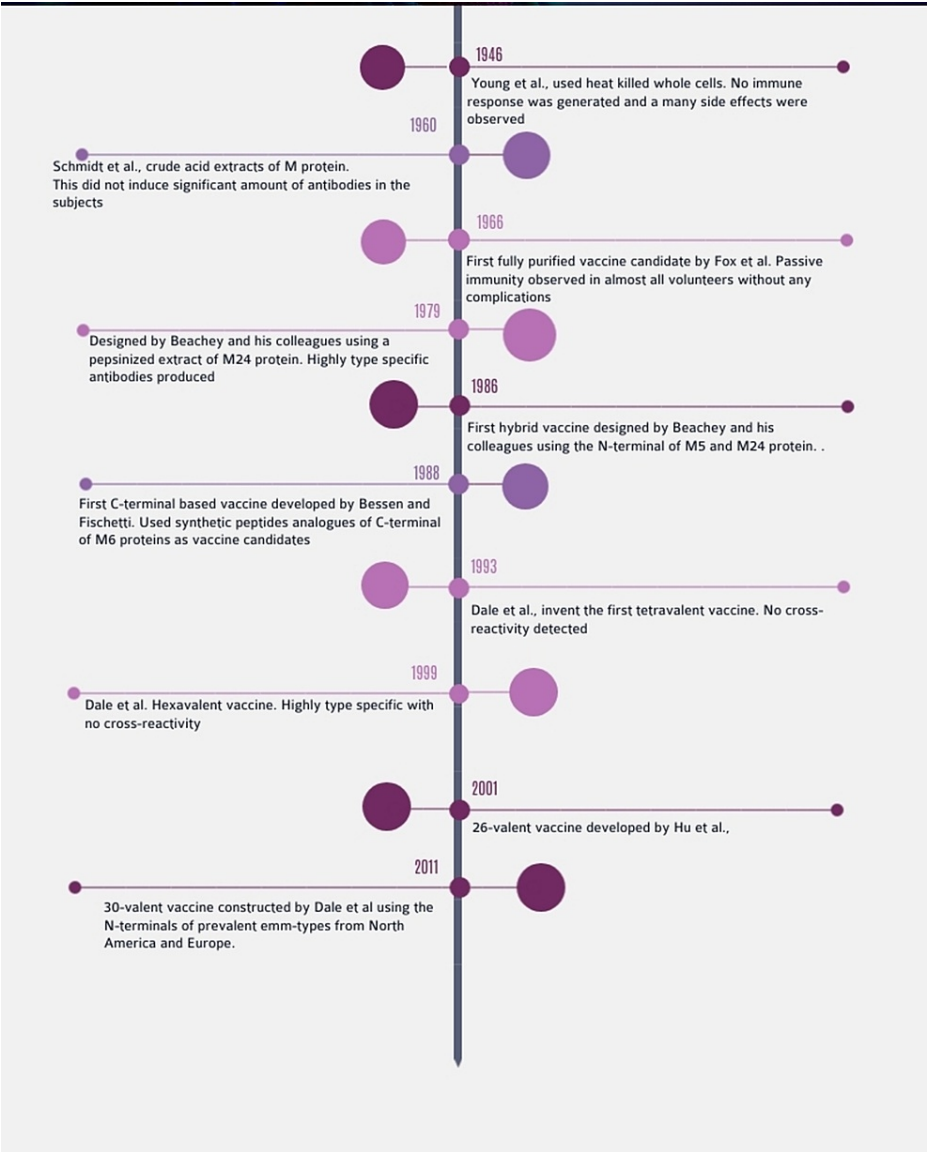 1946
Young et al., used heat killed whole cells. No immune
response was generated and a many side effects were
observed
1960
Schmidt et al., crude acid extracts of M protein.
This did not induce significant amount of antibodies in the
subjects
1966
First fully purified vaccine candidate by Fox et al. Passive
immunity observed in almost all volunteers without any
complications
1979
Designed by Beachey and his colleagues using a
pepsinized extract of M24 protein. Highly type specific
antibodies produced
1986
First hybrid vaccine designed by Beachey and his
colleagues using the N-terminal of M5 and M24 protein. .
1988
First C-terminal based vaccine developed by Bessen and
Fischetti. Used synthetic peptides analogues of C-terminal
of M6 proteins as vaccine candidates
1993
Dale et al., invent the first tetravalent vaccine. No cross-
reactivity detected
1999
Dale et al. Hexavalent vaccine. Highly type specific with
no cross-reactivity
2001
26-valent vaccine developed by Hu et al.,
2011
30-valent vaccine constructed by Dale et al using the
N-terminals of prevalent emm-types from North
America and Europe.